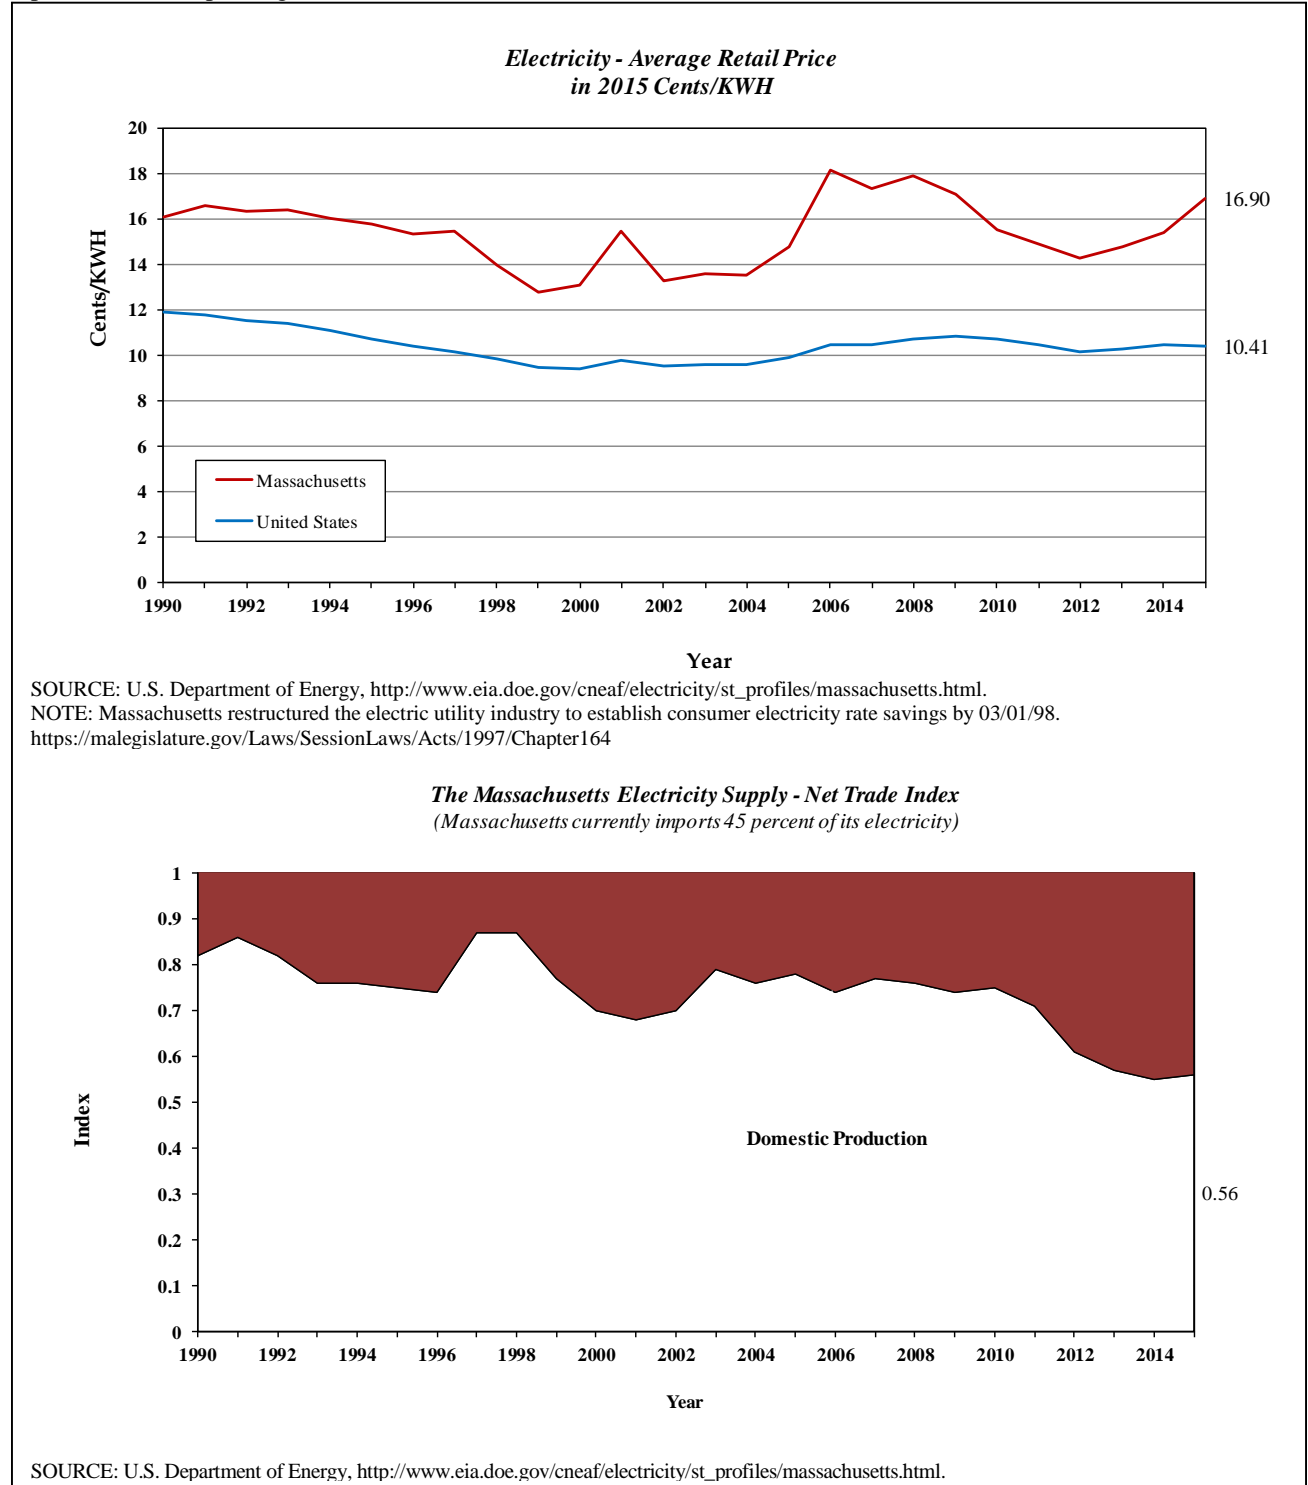 Electricity - Average Retail Price
in 2015 Cents/KWH
20
18
16
14
12
10
8
6
4
2
0
Cents/KWH
16.90
10.41
Massachusetts
United States
1990 1992 1994 1996 1998 2000 2002 2004 2006 2008 2010 2012 2014
Year
SOURCE: U.S. Department of Energy, http://www.eia.doe.gov/cneaf/electricity/st_profiles/massachusetts.html.
NOTE: Massachusetts restructured the electric utility industry to establish consumer electricity rate savings by 03/01/98.
https://malegislature.gov/Laws/SessionLaws/Acts/1997/Chapter164
The Massachusetts Electricity Supply - Net Trade Index
(Massachusetts currently imports 45 percent of its electricity)
1
0.9
0.8
0.7
0.6
0.5
0.4
0.3
0.2
0.1
0
Index
Domestic Production
0.56
1990 1992 1994 1996 1998 2000 2002 2004 2006 2008 2010 2012 2014
Year
SOURCE: U.S. Department of Energy, http://www.eia.doe.gov/cneaf/electricity/st_profiles/massachusetts.html.